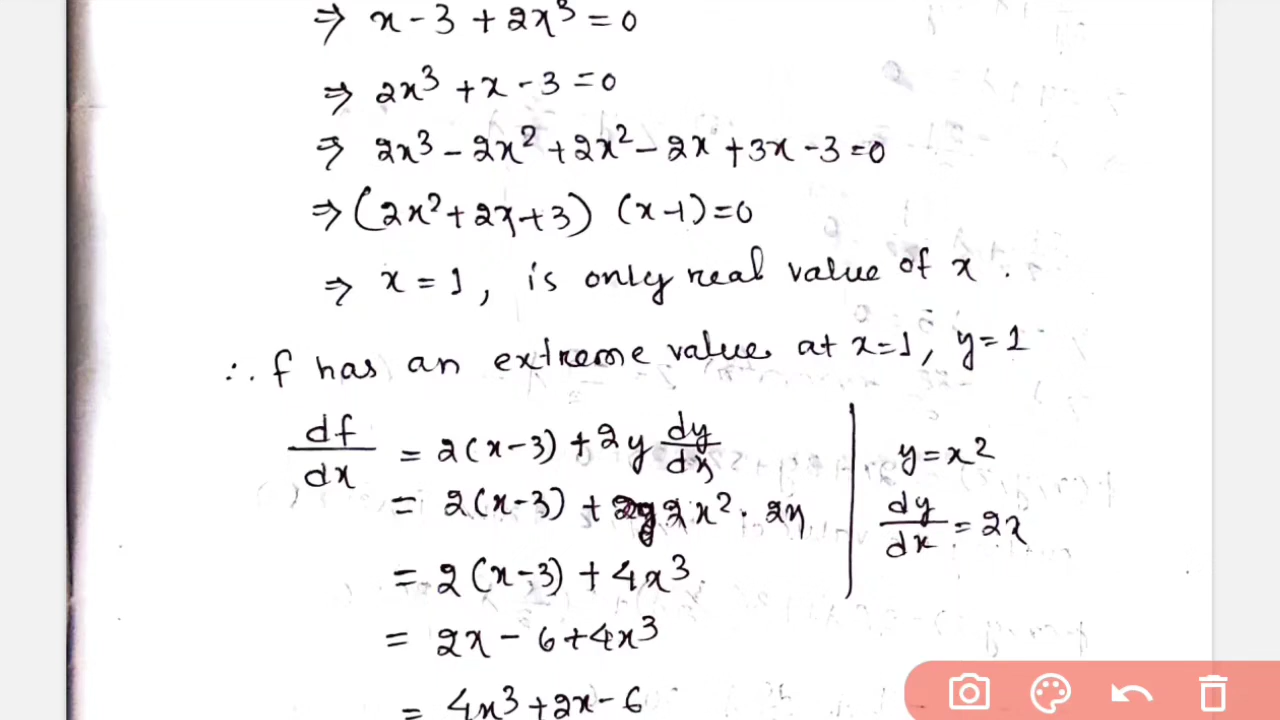 ⇒ x - 3 + 2x³ = 0
⇒ 2x³ + x - 3 = 0
⇒ 2x³ - 2x² + 2x² - 2x + 3x - 3 = 0
⇒ (2x² + 2x + 3) (x - 1) = 0
⇒ x = 1, is only real value of x.
∴ f has an extreme value at x=1, y=1
df/dx = 2(x-3) + 2y dy/dx
= 2(x-3) + 2x² · 2x
= 2(x-3) + 4x³
= 2x - 6 + 4x³
= 4x³ + 2x - 6
y = x²
dy/dx = 2x